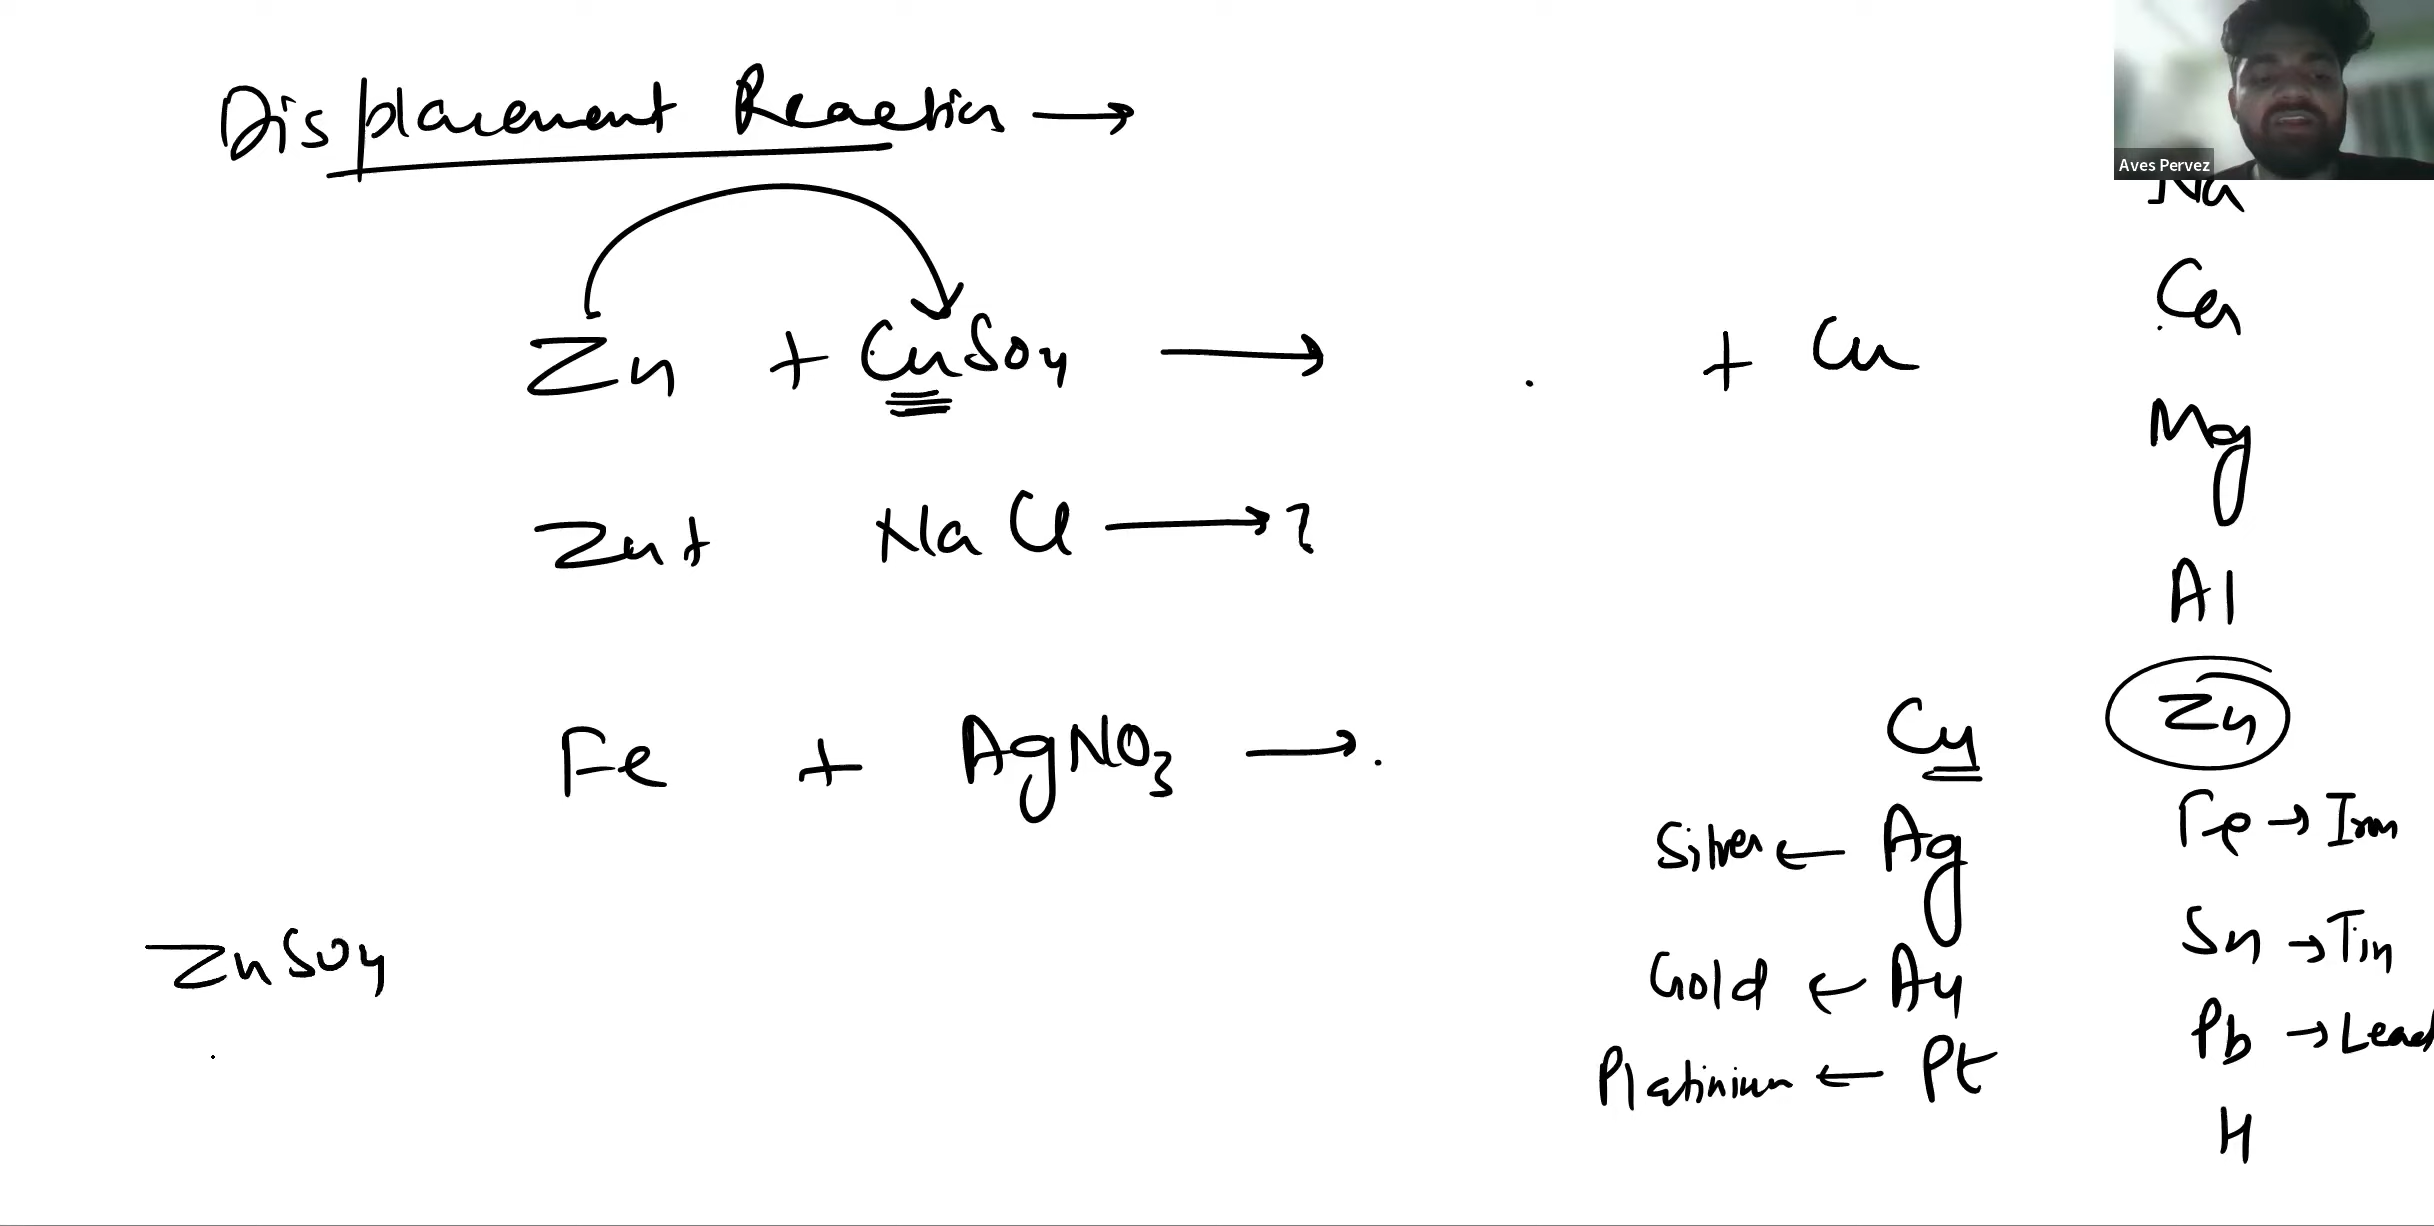 Displacement Reaction →
Aves Pervez
Na
Zn + CuSO4 → + Cu
Ca
Mg
Zn + NaCl → ?
Al
Zn
Fe + AgNO3 →
Cu
Fe → Iron
Silver ← Ag
Sn → Tin
ZnSO4
Gold ← Au
Pb → Lead
Platinium ← Pt
H